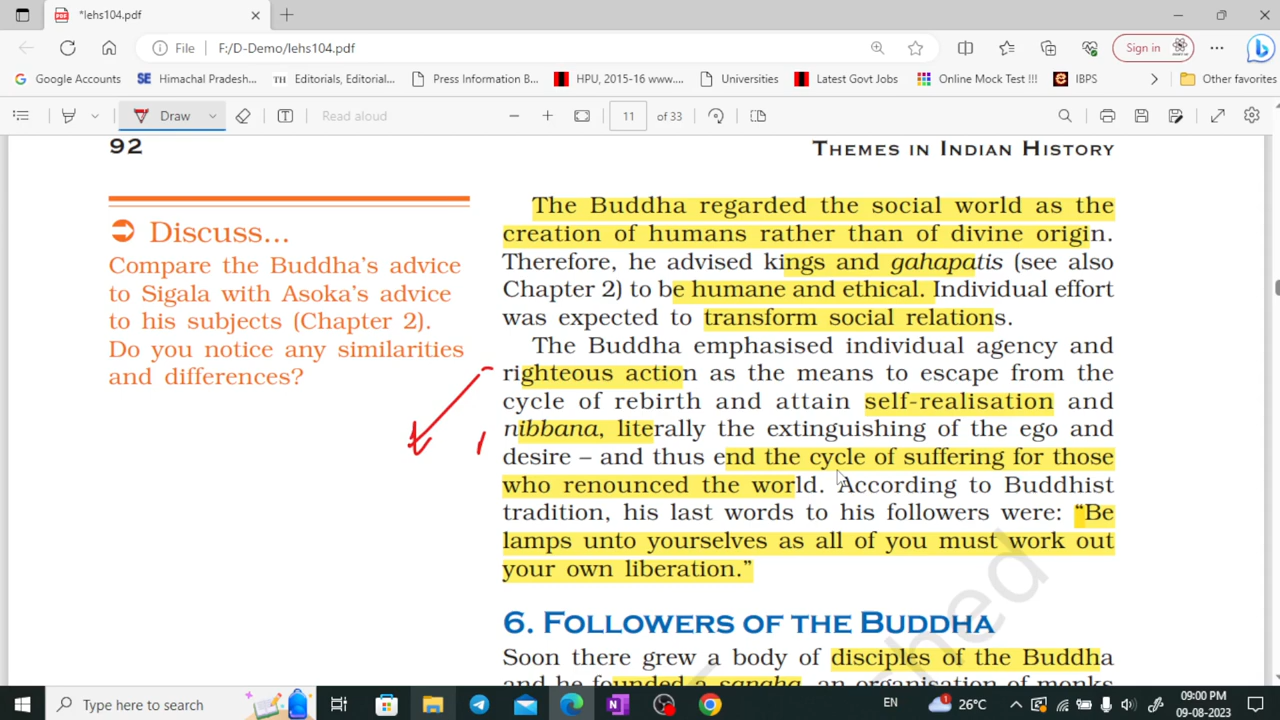 *lehs104.pdf
File F:/D-Demo/lehs104.pdf Sign in
Google Accounts SE Himachal Pradesh... TH Editorials, Editorial... Press Information B... HPU, 2015-16 www.... Universities Latest Govt Jobs Online Mock Test !!! IBPS Other favorites
Draw Read aloud 11 of 33
92
THEMES IN INDIAN HISTORY
Discuss...
Compare the Buddha's advice
to Sigala with Asoka's advice
to his subjects (Chapter 2).
Do you notice any similarities
and differences?
The Buddha regarded the social world as the
creation of humans rather than of divine origin.
Therefore, he advised kings and gahapatis (see also
Chapter 2) to be humane and ethical. Individual effort
was expected to transform social relations.
The Buddha emphasised individual agency and
righteous action as the means to escape from the
cycle of rebirth and attain self-realisation and
nibbana, literally the extinguishing of the ego and
desire – and thus end the cycle of suffering for those
who renounced the world. According to Buddhist
tradition, his last words to his followers were: “Be
lamps unto yourselves as all of you must work out
your own liberation.”
6. FOLLOWERS OF THE BUDDHA
Soon there grew a body of disciples of the Buddha
and he founded a sangha, an organisation of monks
Type here to search
EN
26°C
09:00 PM
09-08-2023